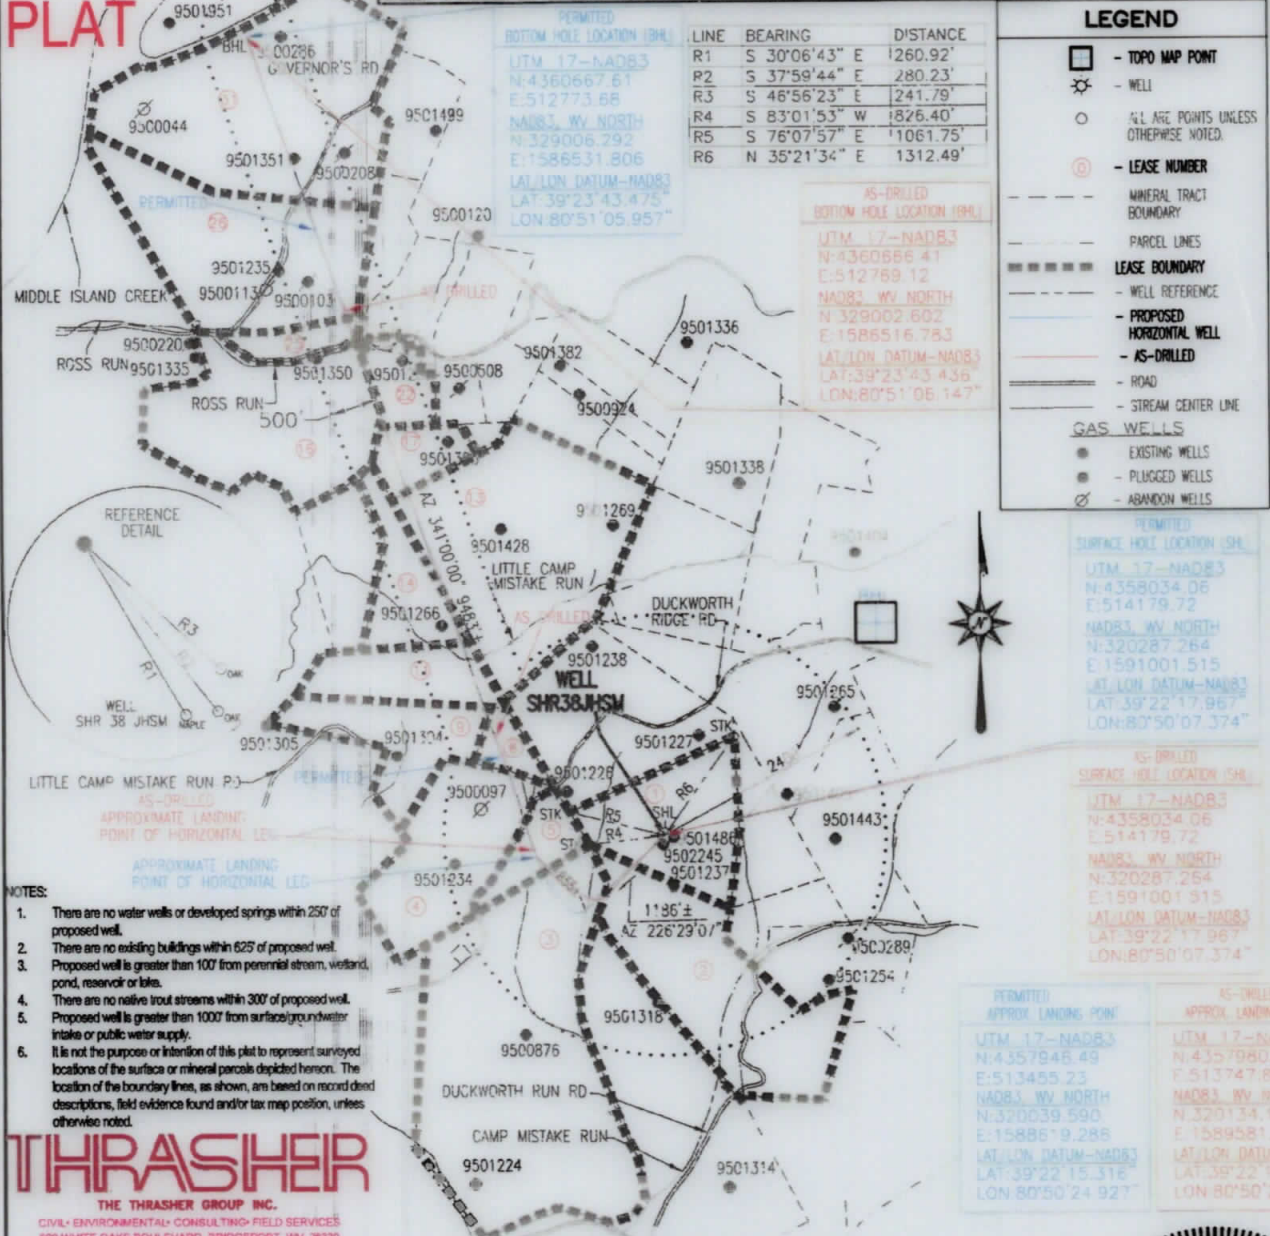 PLAT
PERMITTED
BOTTOM HOLE LOCATION (BHL)
UTM 17-NAD83
N:4360667.61
E:512773.68
NAD83, WV NORTH
N:329006.292
E:1586531.806
LAT/LON DATUM-NAD83
LAT:39°23'43.475"
LON:80°51'05.957"
LINE BEARING DISTANCE
R1 S 30°06'43" E 260.92'
R2 S 37°59'44" E 280.23'
R3 S 46°56'23" E 241.79'
R4 S 83°01'53" W 826.40'
R5 S 76°07'57" E 1061.75'
R6 N 35°21'34" E 1312.49'
LEGEND
- TOPO MAP POINT
- WELL
ALL ARE POINTS UNLESS
OTHERWISE NOTED.
- LEASE NUMBER
MINERAL TRACT
BOUNDARY
PARCEL LINES
LEASE BOUNDARY
- WELL REFERENCE
- PROPOSED
HORIZONTAL WELL
- AS-DRILLED
- ROAD
- STREAM CENTER LINE
GAS WELLS
EXISTING WELLS
- PLUGGED WELLS
- ABANDON WELLS
AS-DRILLED
BOTTOM HOLE LOCATION (BHL)
UTM 17-NAD83
N:4360666.41
E:512769.12
NAD83, WV NORTH
N:329002.602
E:1586516.783
LAT/LON DATUM-NAD83
LAT:39°23'43.436"
LON:80°51'06.147"
9501951
BHL
GOVERNOR'S RD
9500044
9501499
9501351
9500208
PERMITTED
26
9500120
9501235
9500113
9500103
MIDDLE ISLAND CREEK
AS DRILLED
ROSS RUN
9500220
9501335
9501350
9500508
9501382
9501336
9500924
ROSS RUN
500'
22
17
9501338
REFERENCE
DETAIL
R3
R1
OAK
OAK
MAPLE
WELL
SHR 38 JHSM
13
AZ 341°00'00" 9483'±
9501428
LITTLE CAMP
MISTAKE RUN
14
9501266
AS DRILLED
DUCKWORTH
RIDGE RD
9501238
WELL
SHR38JHSM
BHL
N
9501305
9
8
LITTLE CAMP MISTAKE RUN RD
PERMITTED
9500097
9501227
STK
9501265
R6
SHL
STK
R5
R4
5
9502245
9501237
9501443
AS-DRILLED
APPROXIMATE LANDING
POINT OF HORIZONTAL LEG
APPROXIMATE LANDING
POINT OF HORIZONTAL LEG
9501234
4
3
2
1186'±
AZ 226°29'07"
9501254
9501318
9500876
DUCKWORTH RUN RD
CAMP MISTAKE RUN
9501224
9501314
PERMITTED
SURFACE HOLE LOCATION (SHL)
UTM 17-NAD83
N:4358034.06
E:514179.72
NAD83, WV NORTH
N:320287.264
E:1591001.515
LAT/LON DATUM-NAD83
LAT:39°22'17.967"
LON:80°50'07.374"
AS-DRILLED
SURFACE HOLE LOCATION (SHL)
UTM 17-NAD83
N:4358034.06
E:514179.72
NAD83, WV NORTH
N:320287.264
E:1591001.515
LAT/LON DATUM-NAD83
LAT:39°22'17.967"
LON:80°50'07.374"
PERMITTED
APPROX. LANDING POINT
UTM 17-NAD83
N:4357946.49
E:513455.23
NAD83, WV NORTH
N:320039.590
E:1588619.288
LAT/LON DATUM-NAD83
LAT:39°22'15.316"
LON:80°50'24.927"
NOTES:
1. There are no water wells or developed springs within 250' of
proposed well.
2. There are no existing buildings within 625' of proposed well.
3. Proposed well is greater than 100' from perennial stream, wetland,
pond, reservoir or lake.
4. There are no native trout streams within 300' of proposed well.
5. Proposed well is greater than 1000' from surface/groundwater
intake or public water supply.
6. It is not the purpose or intention of this plat to represent surveyed
locations of the surface or mineral parcels depicted hereon. The
location of the boundary lines, as shown, are based on record deed
descriptions, field evidence found and/or tax map position, unless
otherwise noted.
THRASHER
THE THRASHER GROUP INC.
CIVIL• ENVIRONMENTAL• CONSULTING• FIELD SERVICES